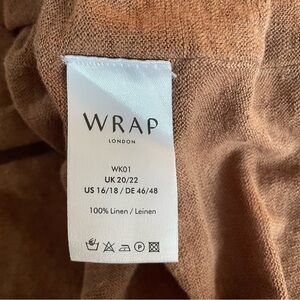 WRAP
LONDON
WK01
UK 20/22
US 16/18 / DE 46/48
100% Linen / Leinen